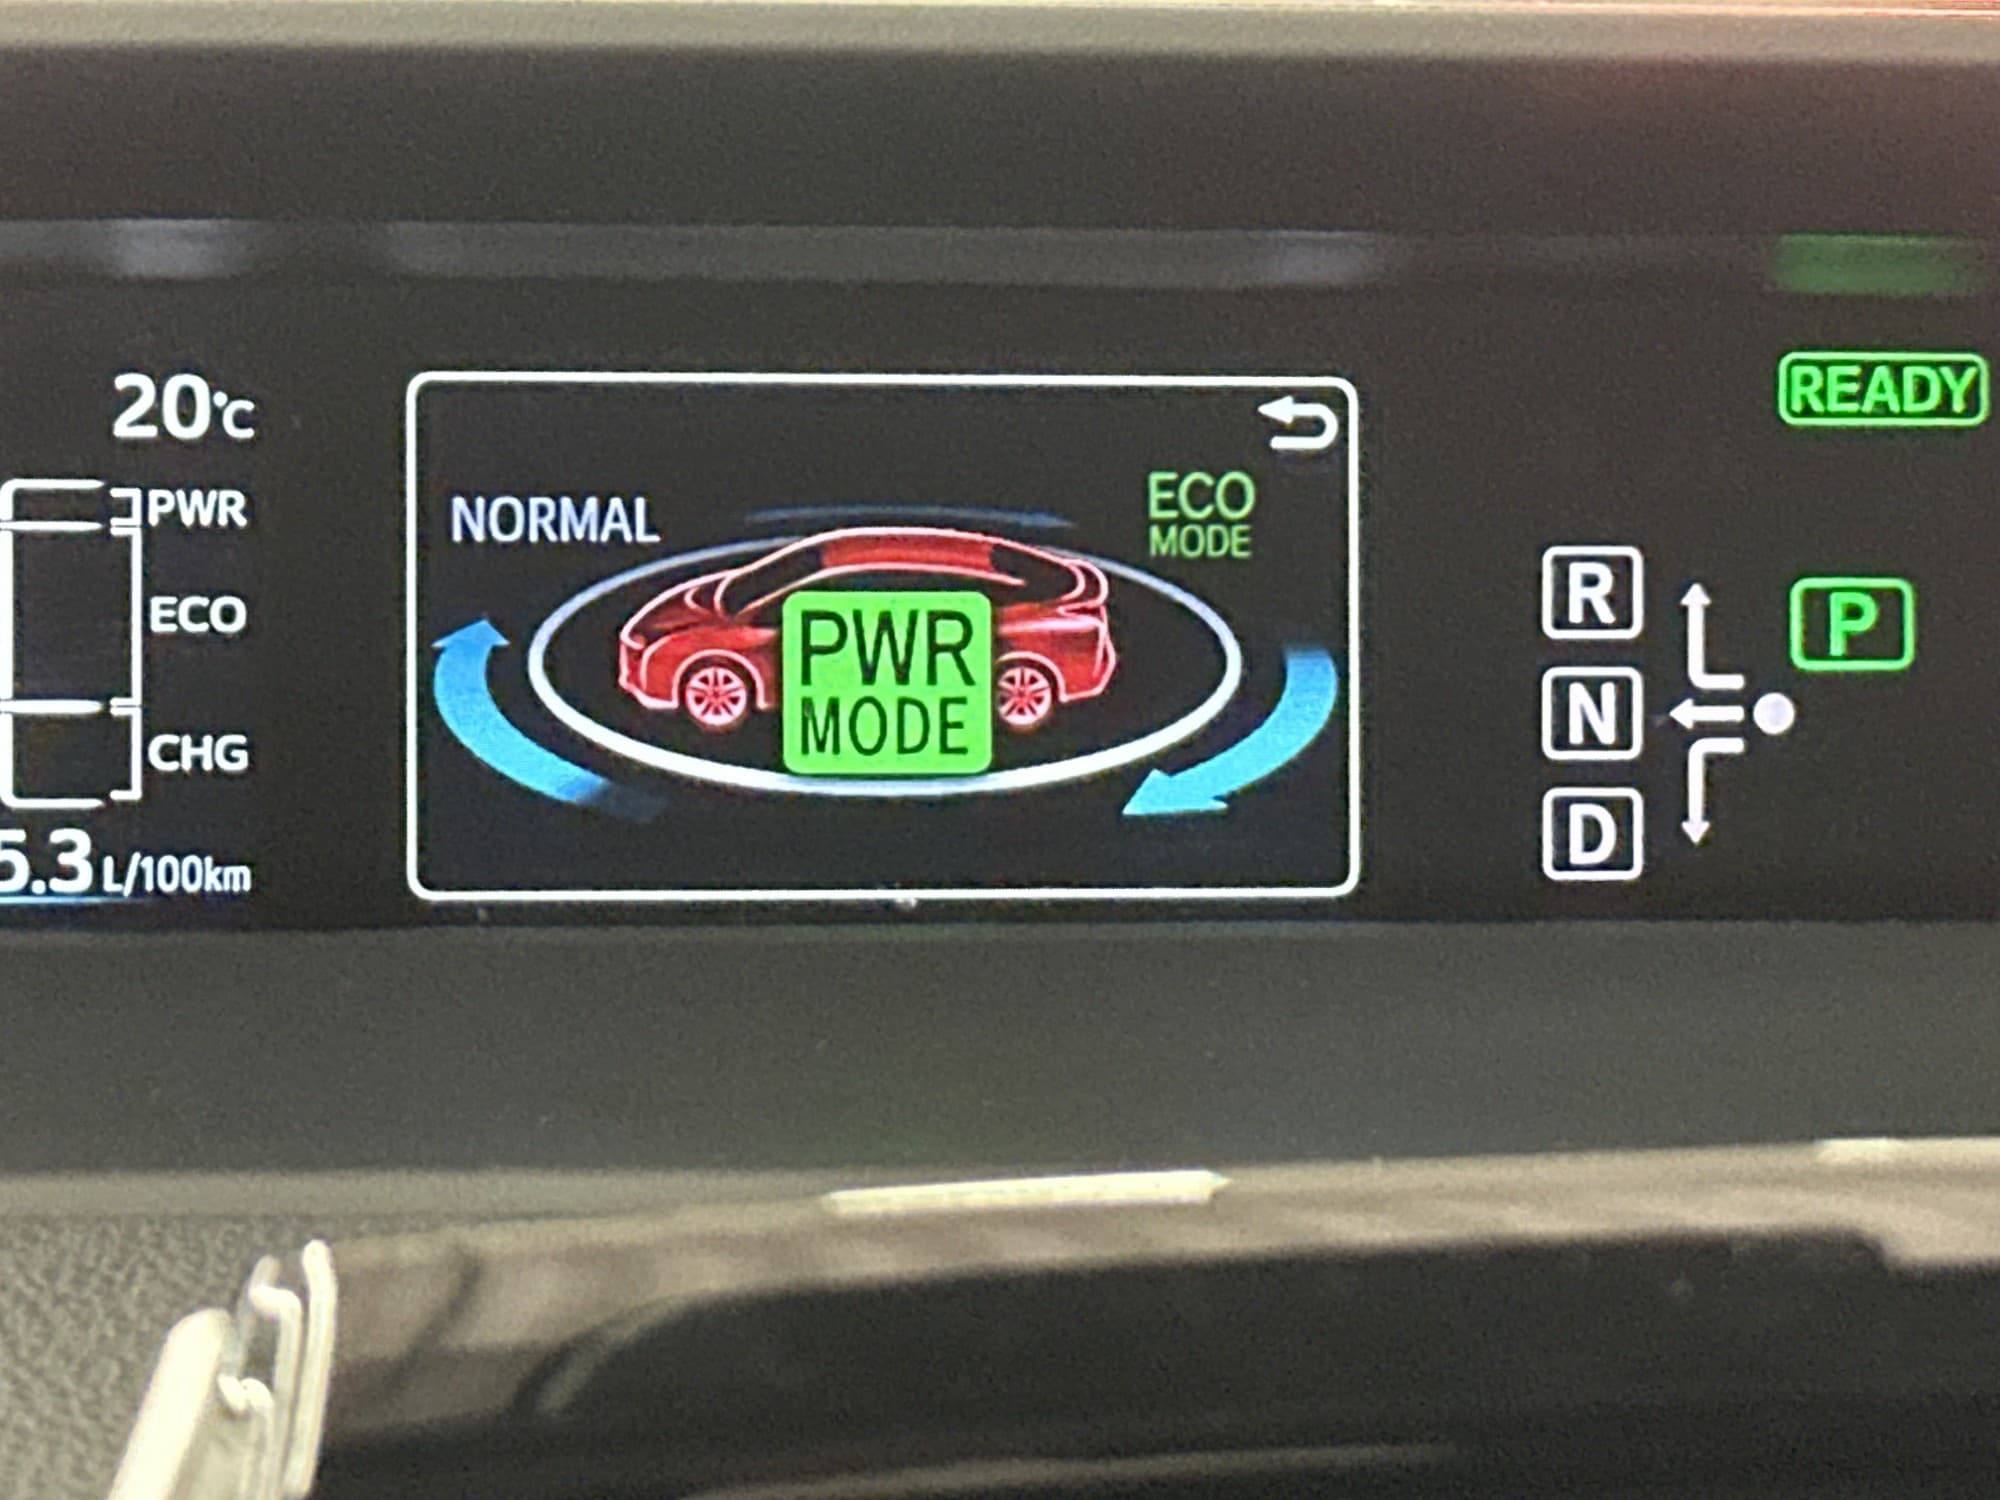 20°C
PWR
ECO
CHG
5.3 L/100km
NORMAL
ECO
MODE
PWR
MODE
READY
R
N
D
P